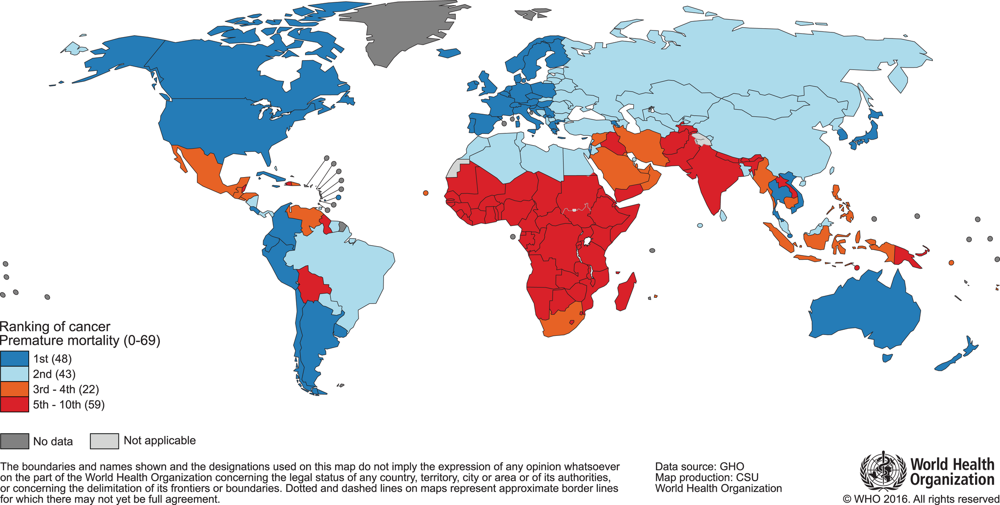 Ranking of cancer
Premature mortality (0-69)
1st (48)
2nd (43)
3rd - 4th (22)
5th - 10th (59)
No data
Not applicable
The boundaries and names shown and the designations used on this map do not imply the expression of any opinion whatsoever
on the part of the World Health Organization concerning the legal status of any country, territory, city or area or of its authorities,
or concerning the delimitation of its frontiers or boundaries. Dotted and dashed lines on maps represent approximate border lines
for which there may not yet be full agreement.
Data source: GHO
Map production: CSU
World Health Organization
World Health
Organization
© WHO 2016. All rights reserved